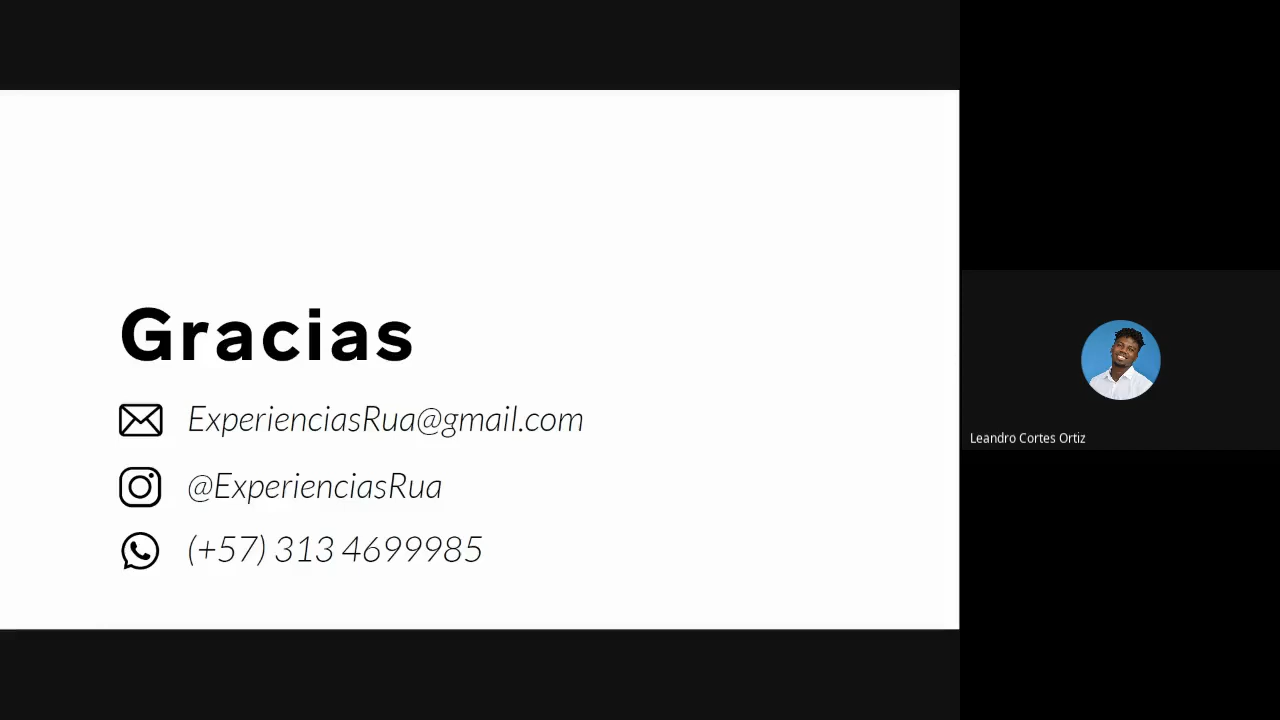 Gracias
ExperienciasRua@gmail.com
@ExperienciasRua
(+57) 313 4699985
Leandro Cortes Ortiz